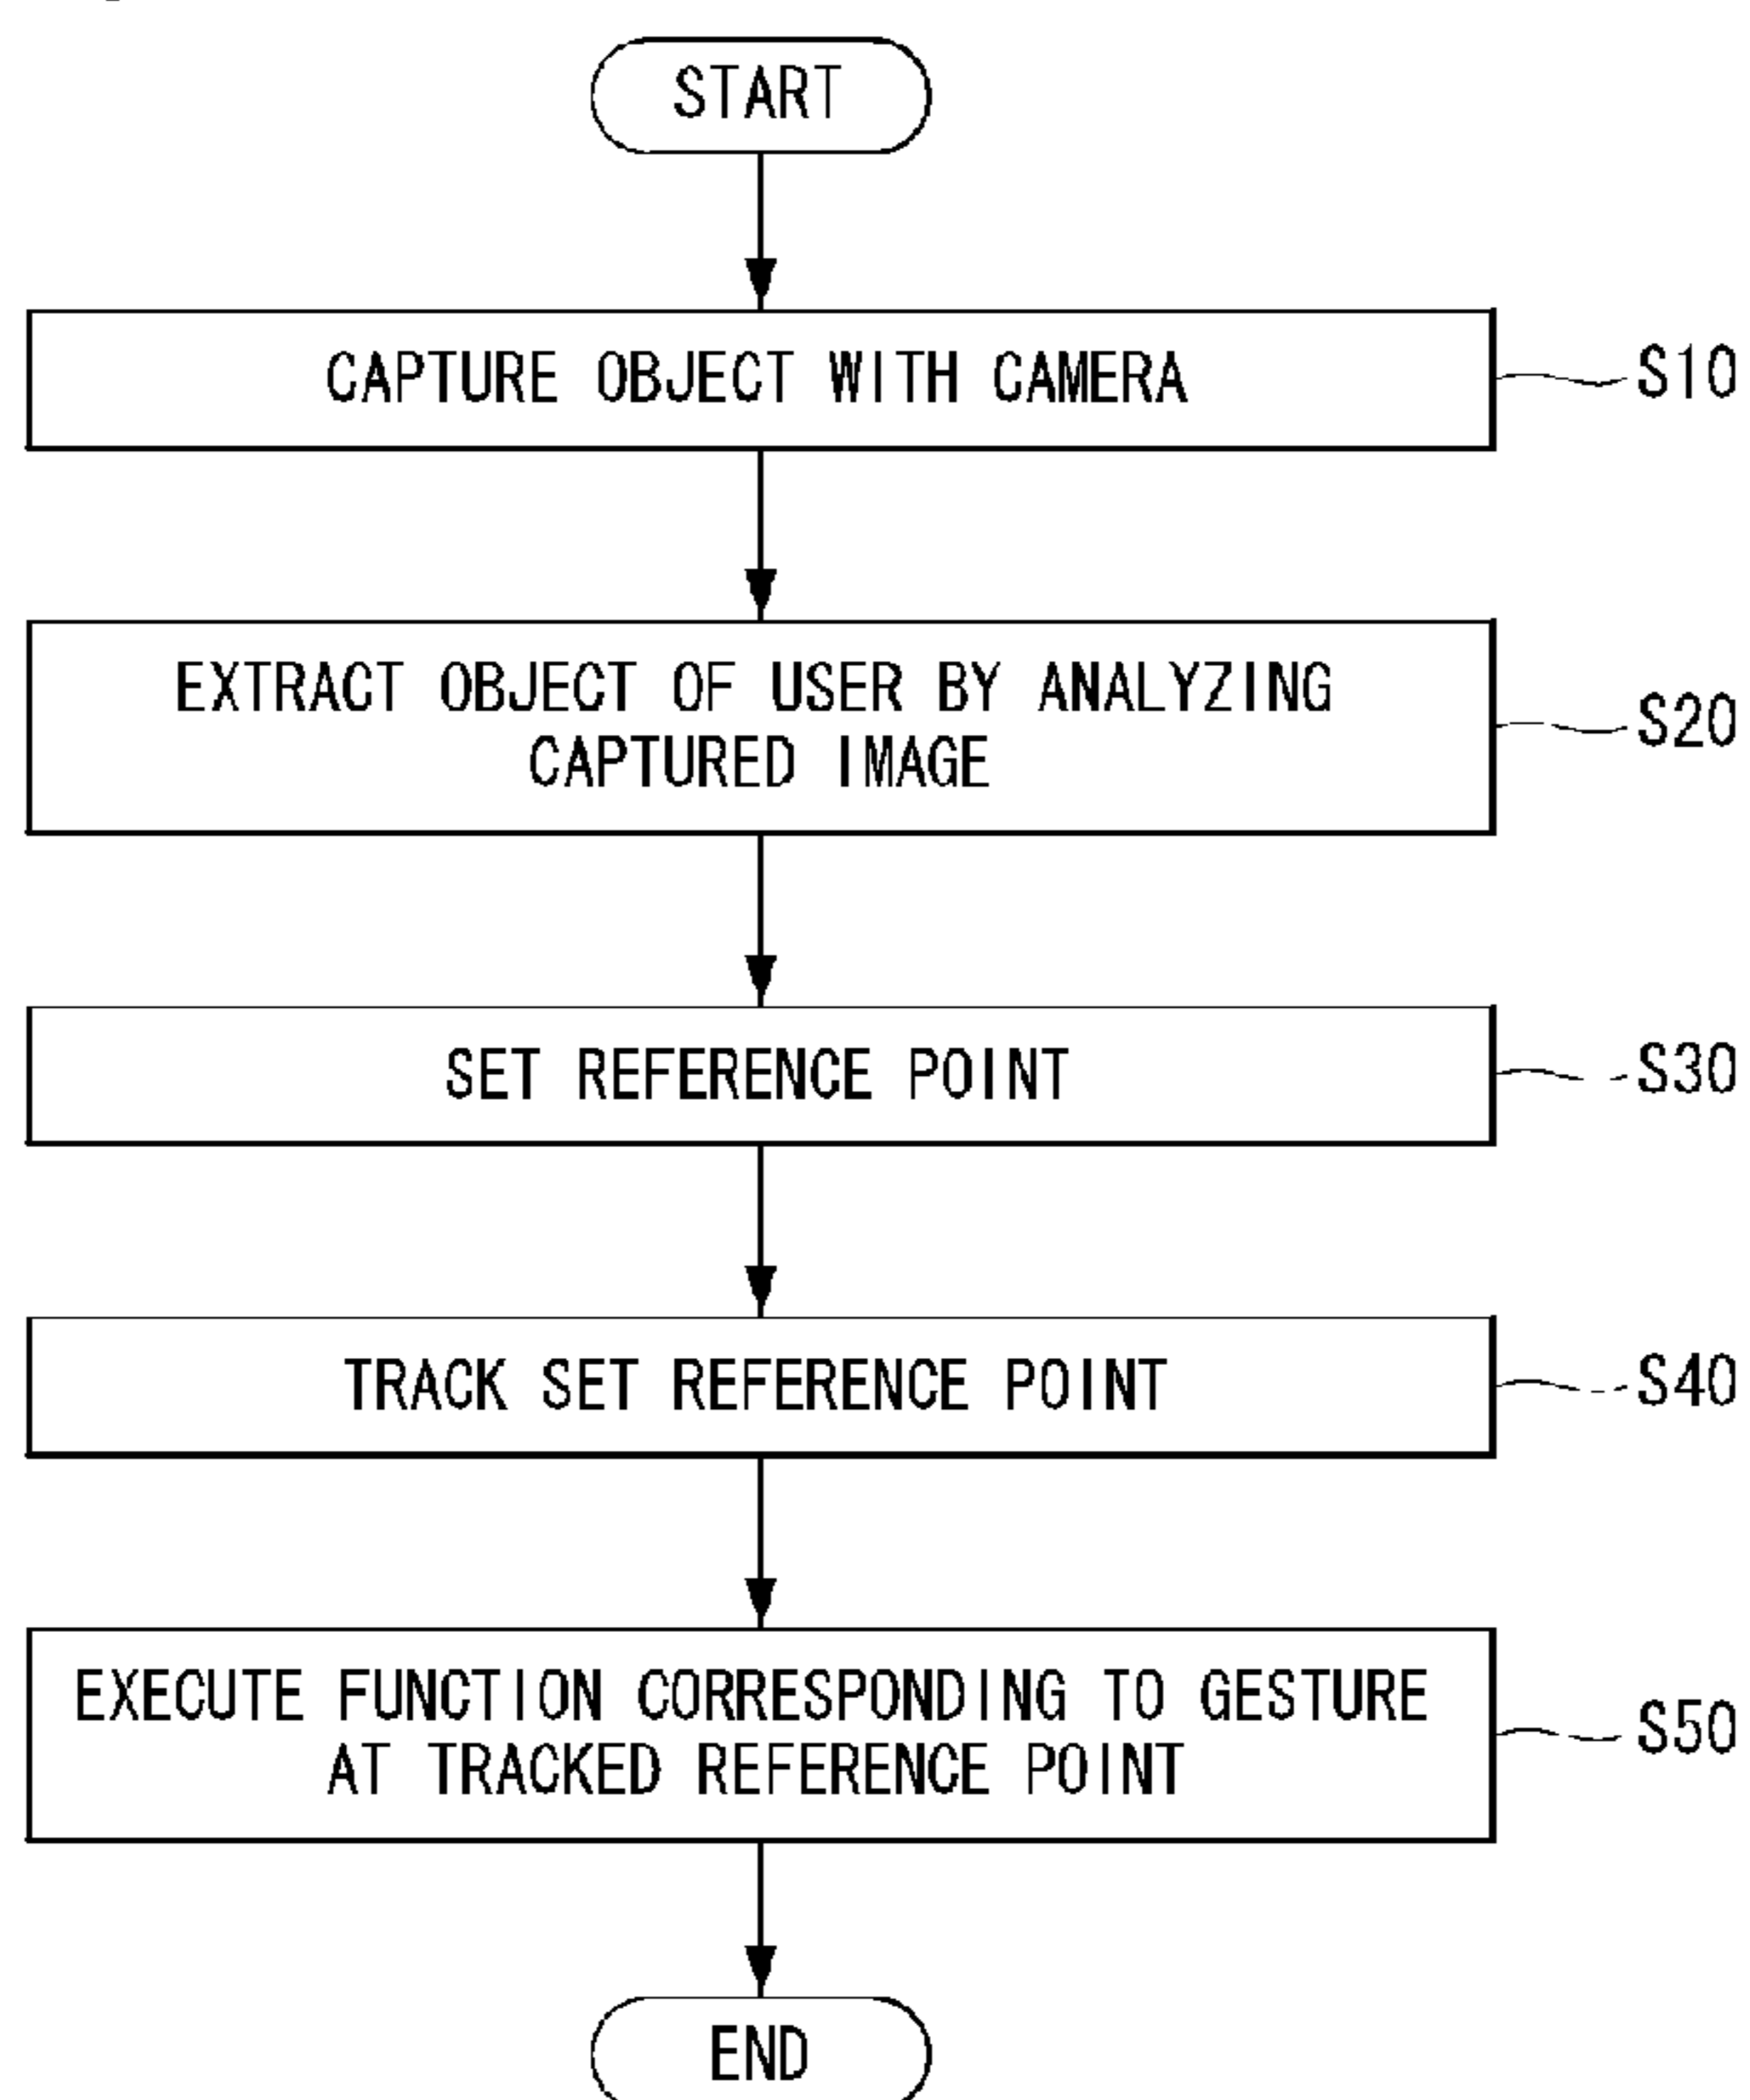 START
CAPTURE OBJECT WITH CAMERA
S10
EXTRACT OBJECT OF USER BY ANALYZING
CAPTURED IMAGE
S20
SET REFERENCE POINT
S30
TRACK SET REFERENCE POINT
S40
EXECUTE FUNCTION CORRESPONDING TO GESTURE
AT TRACKED REFERENCE POINT
S50
END